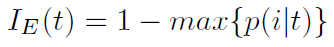 I_E(t) = 1 − max{p(i|t)}